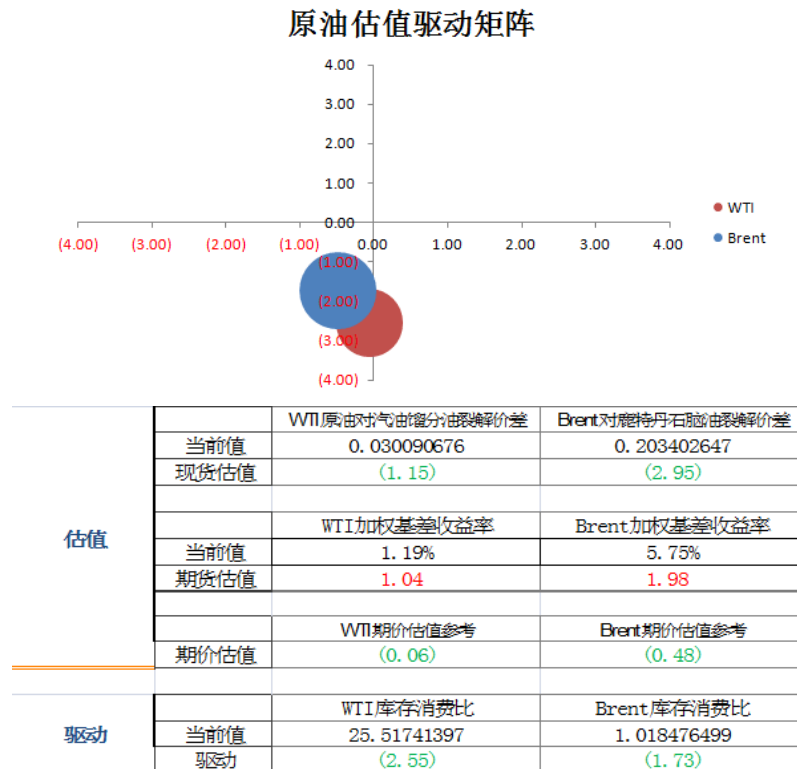 原油估值驱动矩阵
4.00
3.00
2.00
1.00
0.00
(4.00) (3.00) (2.00) (1.00) 0.00 1.00 2.00 3.00 4.00
(1.00)
(2.00)
(3.00)
(4.00)
WTI
Brent
WTI原油对汽油馏分油裂解价差 Brent对鹿特丹石脑油裂解价差
当前值 0.030090676 0.203402647
现货估值 (1.15) (2.95)
估值
WTI加权基差收益率 Brent加权基差收益率
当前值 1.19% 5.75%
期货估值 1.04 1.98
WTI期价估值参考 Brent期价估值参考
期价估值 (0.06) (0.48)
WTI库存消费比 Brent库存消费比
驱动 当前值 25.51741397 1.018476499
驱动 (2.55) (1.73)